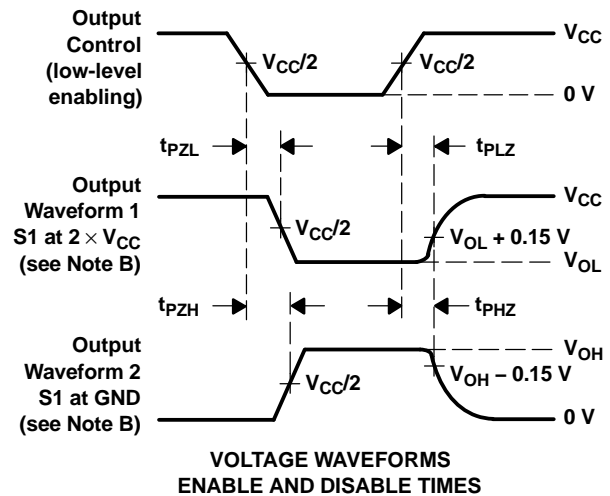 Output
Control
(low-level
enabling)
VCC/2
VCC/2
VCC
0 V
tPZL
tPLZ
Output
Waveform 1
S1 at 2 × VCC
(see Note B)
VCC/2
VCC
VOL + 0.15 V
VOL
tPZH
tPHZ
Output
Waveform 2
S1 at GND
(see Note B)
VCC/2
VOH
VOH − 0.15 V
0 V
VOLTAGE WAVEFORMS
ENABLE AND DISABLE TIMES